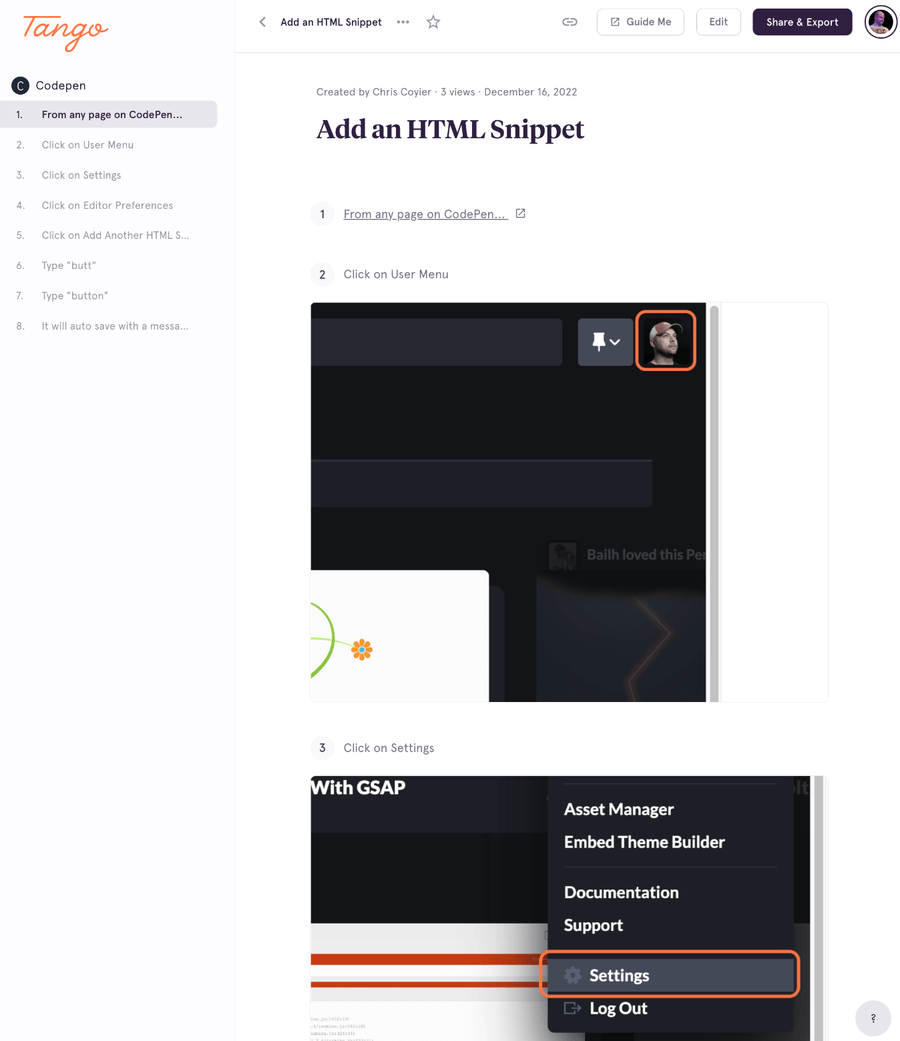 Tango
Add an HTML Snippet
Guide Me
Edit
Share & Export
C Codepen
1. From any page on CodePen...
2. Click on User Menu
3. Click on Settings
4. Click on Editor Preferences
5. Click on Add Another HTML S...
6. Type "butt"
7. Type "button"
8. It will auto save with a messa...
Created by Chris Coyier · 3 views · December 16, 2022
Add an HTML Snippet
1 From any page on CodePen...
2 Click on User Menu
Bailh loved this Per
3 Click on Settings
With GSAP
Asset Manager
Embed Theme Builder
Documentation
Support
Settings
Log Out
?